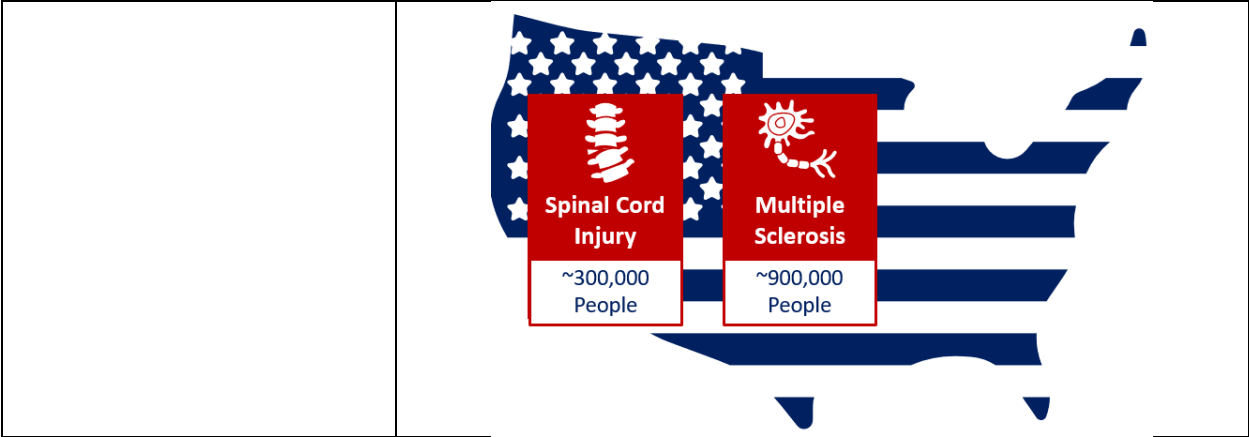 Spinal Cord
Injury
~300,000
People
Multiple
Sclerosis
~900,000
People